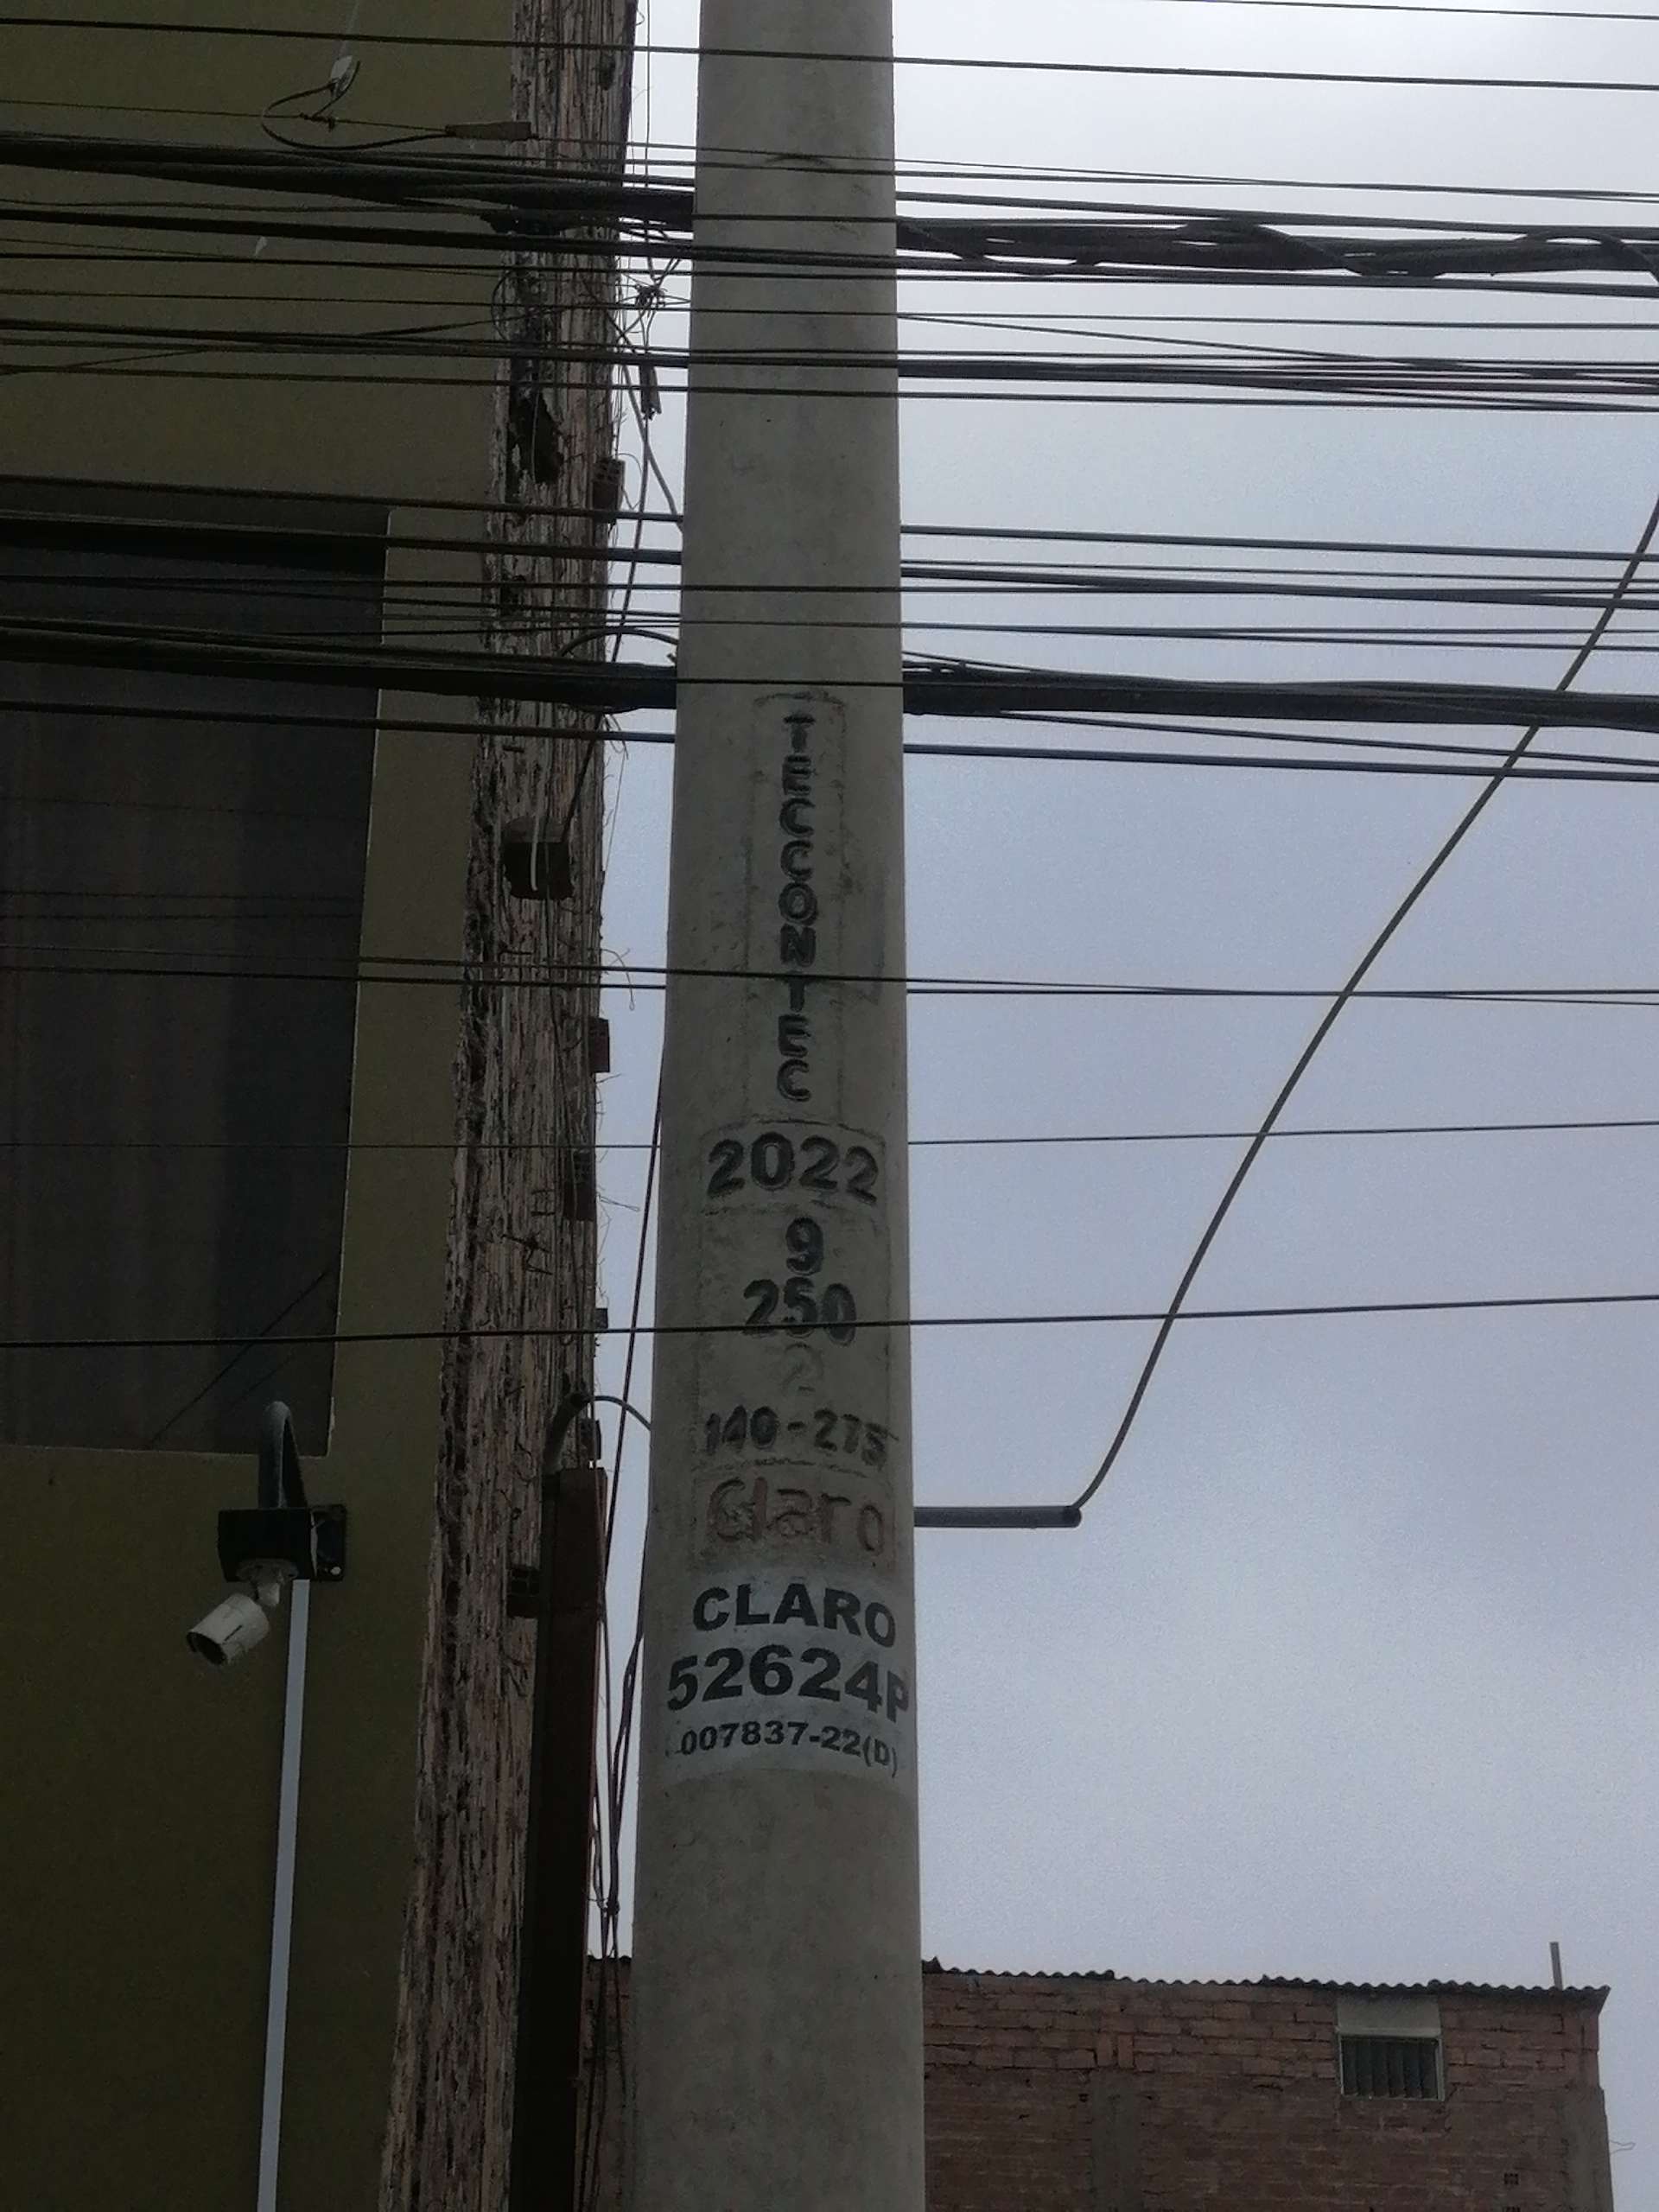 TECCONTEC
2022
9
250
2
140-275
Claro
CLARO
52624P
007837-22(D)